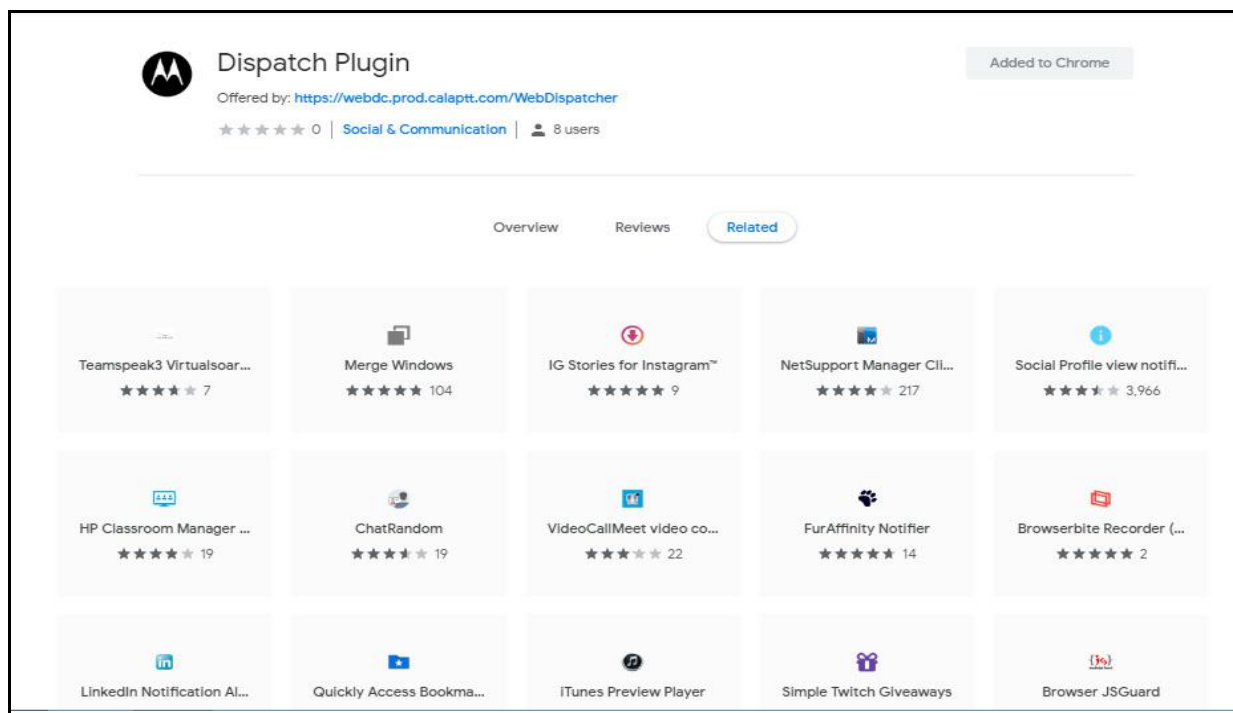 Dispatch Plugin
Added to Chrome
Offered by: https://webdc.prod.calaptt.com/WebDispatcher
0 | Social & Communication | 8 users
Overview Reviews Related
Teamspeak3 Virtualsoar... Merge Windows IG Stories for Instagram™ NetSupport Manager Cli... Social Profile view notifi...
7 104 9 217 3,966
HP Classroom Manager ... ChatRandom VideoCallMeet video co... FurAffinity Notifier Browserbite Recorder (...
19 19 22 14 2
in {js}
LinkedIn Notification Al... Quickly Access Bookma... iTunes Preview Player Simple Twitch Giveaways Browser JSGuard